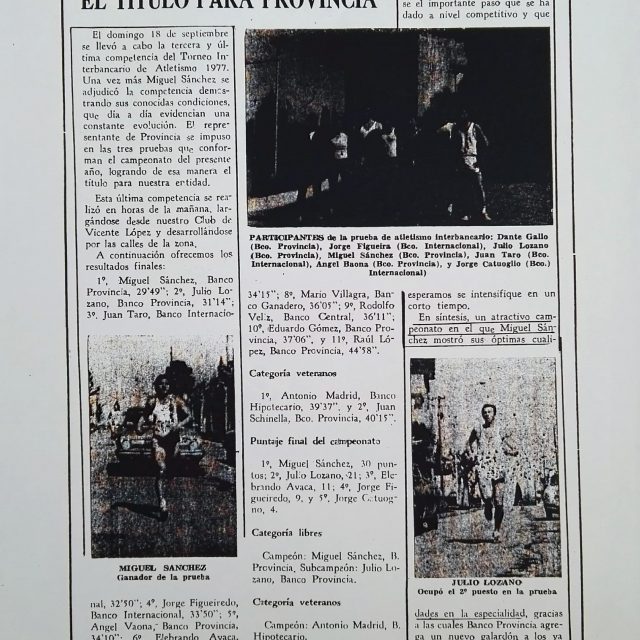 EL TITULO PARA PROVINCIA
El domingo 18 de septiembre
se llevó a cabo la tercera y úl-
tima competencia del Torneo In-
terbancario de Atletismo 1977.
Una vez más Miguel Sánchez se
adjudicó la competencia demos-
trando sus conocidas condiciones,
que día a día evidencian una
constante evolución. El repre-
sentante de Provincia se impuso
en las tres pruebas que confor-
man el campeonato del presente
año, logrando de esa manera el
título para nuestra entidad.
Esta última competencia se rea-
lizó en horas de la mañana, lar-
gándose desde nuestro Club de
Vicente López y desarrollándose
por las calles de la zona.
A continuación ofrecemos los
resultados finales:
1º, Miguel Sánchez, Banco
Provincia, 29'49"; 2º, Julio Lo-
zano, Banco Provincia, 31'14";
3º, Juan Taro, Banco Internacio-
MIGUEL SANCHEZ
Ganador de la prueba
nal, 32'50"; 4º, Jorge Figueiredo,
Banco Internacional, 33'50"; 5º,
Angel Vaona, Banco Provincia,
34'10"; 6º, Elebrando Avaca,
se el importante paso que se ha
dado a nivel competitivo y que
PARTICIPANTES de la prueba de atletismo interbancario: Dante Gallo
(Bco. Provincia), Jorge Figueira (Bco. Internacional), Julio Lozano
(Bco. Provincia), Miguel Sánchez (Bco. Provincia), Juan Taro (Bco.
Internacional), Angel Baona (Bco. Provincia), y Jorge Catuoglio (Bco.
Internacional)
34'15"; 8º, Mario Villagra, Ban-
co Ganadero, 36'05"; 9º, Rodolfo
Veliz, Banco Central, 36'11";
10º, Eduardo Gómez, Banco Pro-
vincia, 37'06", y 11º, Raúl Ló-
pez, Banco Provincia, 44'58".
Categoría veteranos
1º, Antonio Madrid, Banco
Hipotecario, 39'37", y 2º, Juan
Schinella, Bco. Provincia, 40'15".
Puntaje final del campeonato
1º, Miguel Sánchez, 30 pun-
tos; 2º, Julio Lozano, 21; 3º, Ele-
brando Avaca, 11; 4º, Jorge Fi-
gueiredo, 9, y 5º, Jorge Catuog-
no, 4.
Categoría libres
Campeón: Miguel Sánchez, B.
Provincia, Subcampeón: Julio Lo-
zano, Banco Provincia.
Categoría veteranos
Campeón: Antonio Madrid, B.
Hipotecario.
esperamos se intensifique en un
corto tiempo.
En síntesis, un atractivo cam-
peonato en el que Miguel Sán-
chez mostró sus óptimas cuali-
JULIO LOZANO
Ocupó el 2º puesto en la prueba
dades en la especialidad, gracias
a las cuales Banco Provincia agre-
ga un nuevo galardón a los ya